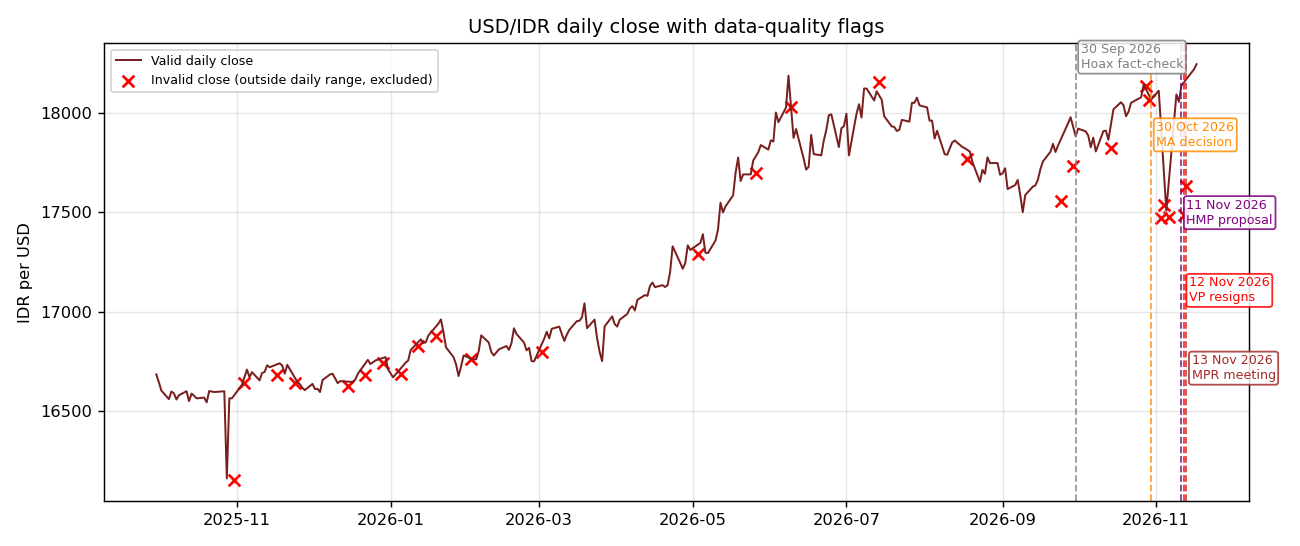 USD/IDR daily close with data-quality flags
Valid daily close
Invalid close (outside daily range, excluded)
30 Sep 2026
Hoax fact-check
30 Oct 2026
MA decision
11 Nov 2026
HMP proposal
12 Nov 2026
VP resigns
13 Nov 2026
MPR meeting
IDR per USD
18000
17500
17000
16500
2025-11
2026-01
2026-03
2026-05
2026-07
2026-09
2026-11